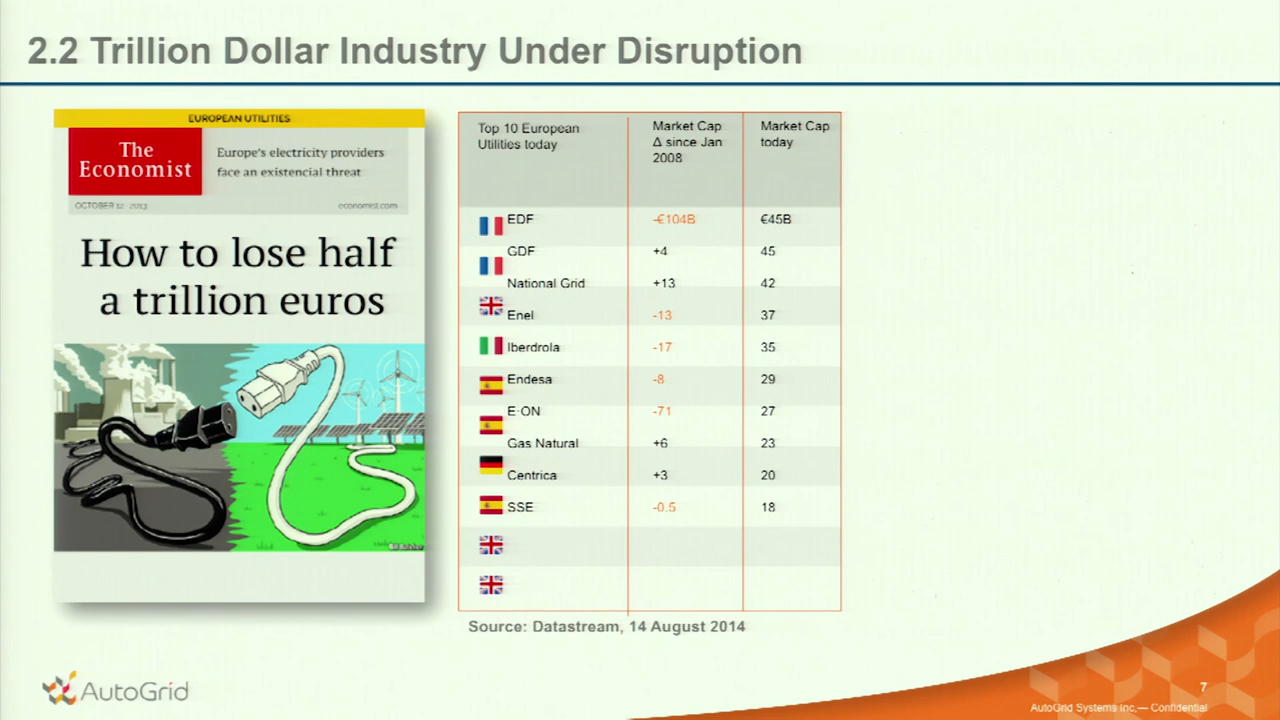 2.2 Trillion Dollar Industry Under Disruption
EUROPEAN UTILITIES
The
Economist
Europe's electricity providers
face an existencial threat
OCTOBER 12 - 2013
economist.com
How to lose half
a trillion euros
Top 10 European
Utilities today
Market Cap
Δ since Jan
2008
Market Cap
today
EDF -€104B €45B
GDF +4 45
National Grid +13 42
Enel -13 37
Iberdrola -17 35
Endesa -8 29
E·ON -71 27
Gas Natural +6 23
Centrica +3 20
SSE -0.5 18
Source: Datastream, 14 August 2014
AutoGrid
7
AutoGrid Systems Inc.— Confidential